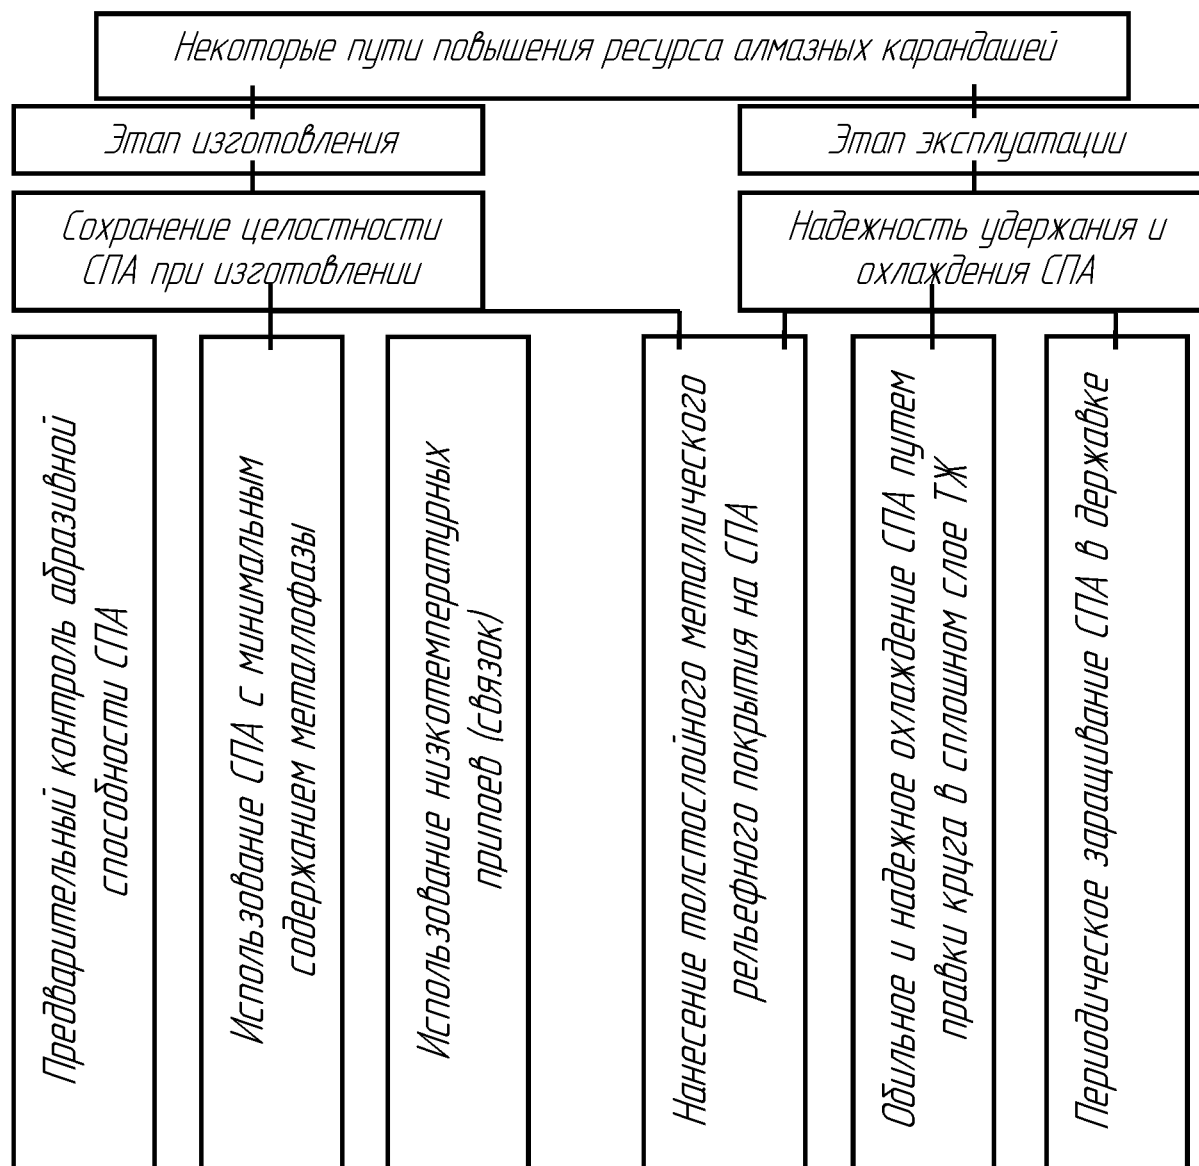 Некоторые пути повышения ресурса алмазных карандашей
Этап изготовления
Этап эксплуатации
Сохранение целостности
СПА при изготовлении
Надежность удержания и
охлаждения СПА
Предварительный контроль абразивной
способности СПА
Использование СПА с минимальным
содержанием металлофазы
Использование низкотемпературных
припоев (связок)
Нанесение толстослойного металлического
рельефного покрытия на СПА
Обильное и надежное охлаждение СПА путем
правки круга в сплошном слое ТЖ
Периодическое заращивание СПА в державке